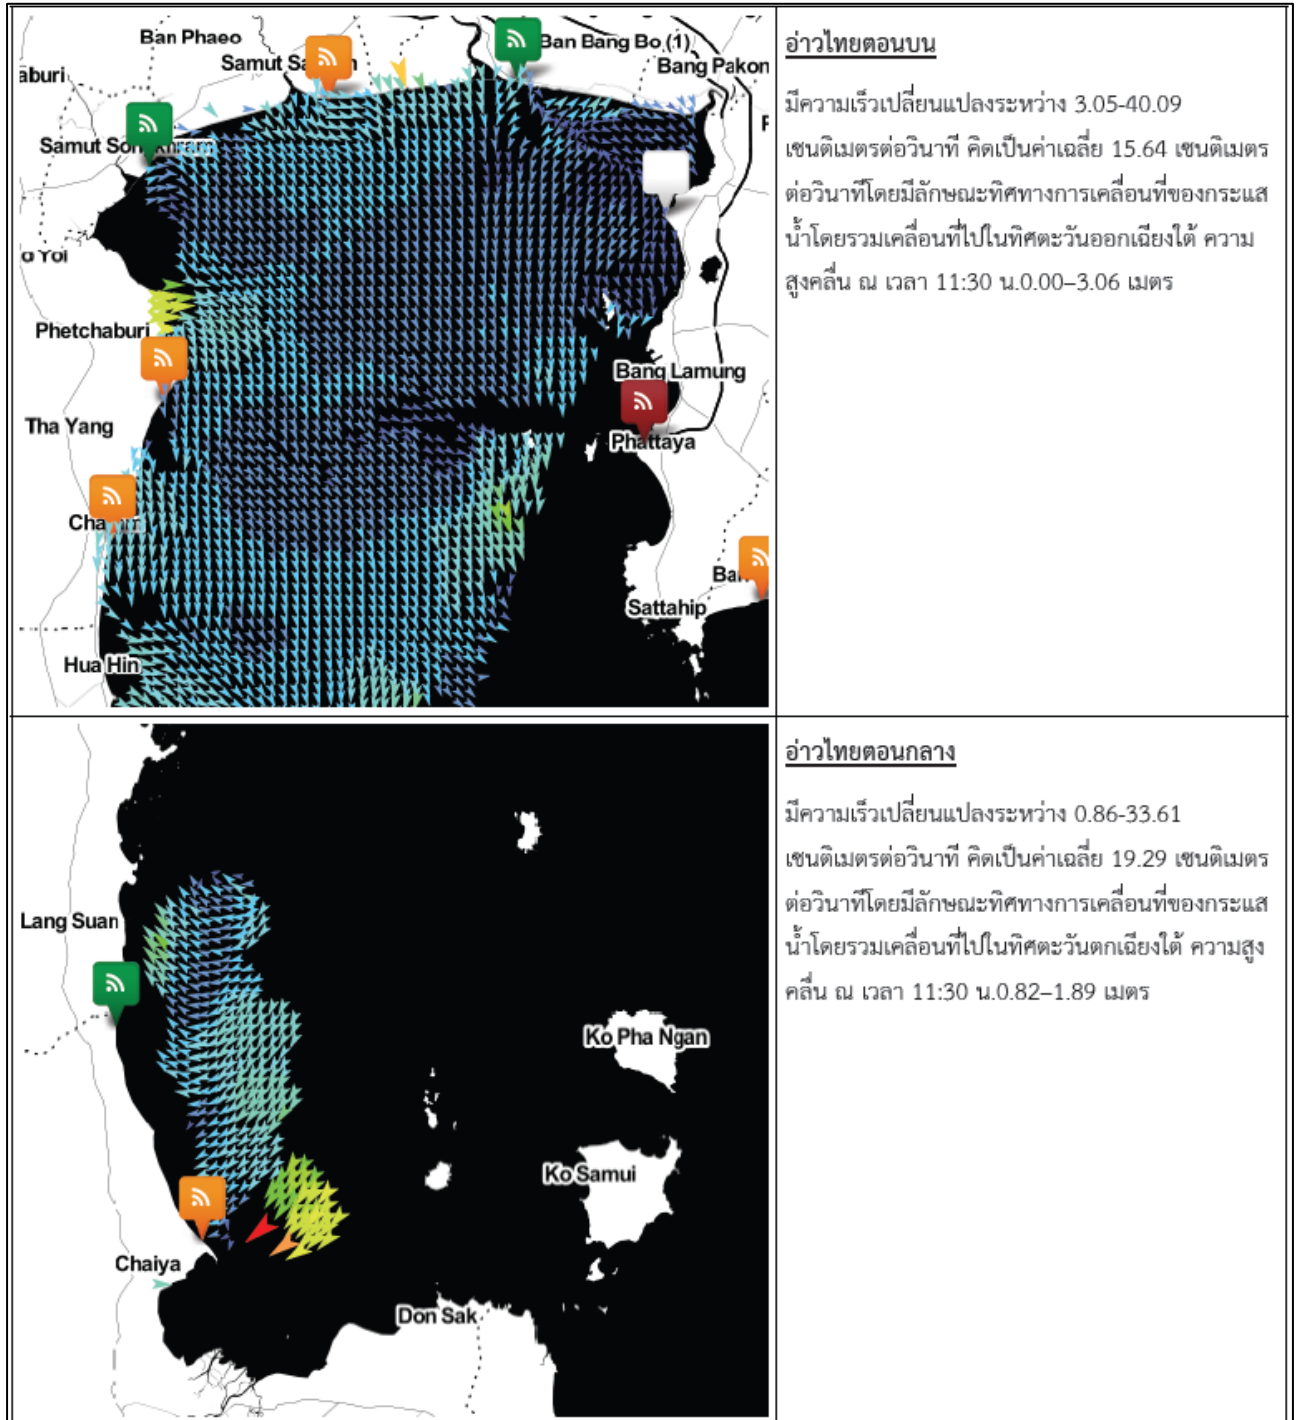 Ban Phaeo
Ban Bang Bo (1)
Bang Pakon
aburi
Phetchaburi
Bang Lamung
Tha Yang
Phattaya
Sattahip
Hua Hin
อ่าวไทยตอนบน
มีความเร็วเปลี่ยนแปลงระหว่าง 3.05-40.09
เซนติเมตรต่อวินาที คิดเป็นค่าเฉลี่ย 15.64 เซนติเมตร
ต่อวินาทีโดยมีลักษณะทิศทางการเคลื่อนที่ของกระแส
น้ำโดยรวมเคลื่อนที่ไปในทิศตะวันออกเฉียงใต้ ความ
สูงคลื่น ณ เวลา 11:30 น.0.00–3.06 เมตร
Lang Suan
Ko Pha Ngan
Ko Samui
Chaiya
Don Sak
อ่าวไทยตอนกลาง
มีความเร็วเปลี่ยนแปลงระหว่าง 0.86-33.61
เซนติเมตรต่อวินาที คิดเป็นค่าเฉลี่ย 19.29 เซนติเมตร
ต่อวินาทีโดยมีลักษณะทิศทางการเคลื่อนที่ของกระแส
น้ำโดยรวมเคลื่อนที่ไปในทิศตะวันตกเฉียงใต้ ความสูง
คลื่น ณ เวลา 11:30 น.0.82–1.89 เมตร